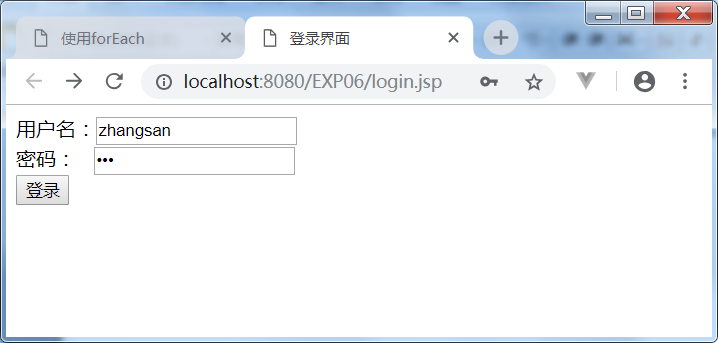 使用forEach
登录界面
localhost:8080/EXP06/login.jsp
用户名：zhangsan
密码： •••
登录